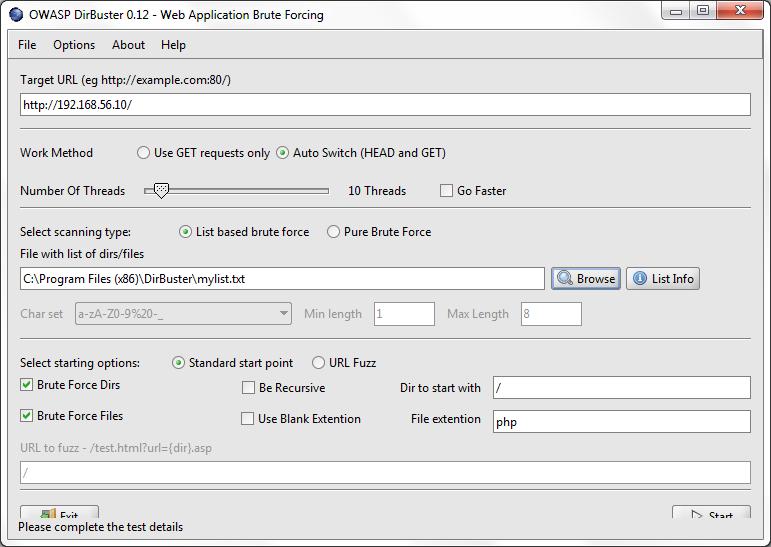 OWASP DirBuster 0.12 - Web Application Brute Forcing
File Options About Help
Target URL (eg http://example.com:80/)
http://192.168.56.10/
Work Method Use GET requests only Auto Switch (HEAD and GET)
Number Of Threads 10 Threads Go Faster
Select scanning type: List based brute force Pure Brute Force
File with list of dirs/files
C:\Program Files (x86)\DirBuster\mylist.txt Browse List Info
Char set a-zA-Z0-9%20-_ Min length 1 Max Length 8
Select starting options: Standard start point URL Fuzz
Brute Force Dirs Be Recursive Dir to start with /
Brute Force Files Use Blank Extention File extention php
URL to fuzz - /test.html?url={dir}.asp
/
Exit Start
Please complete the test details